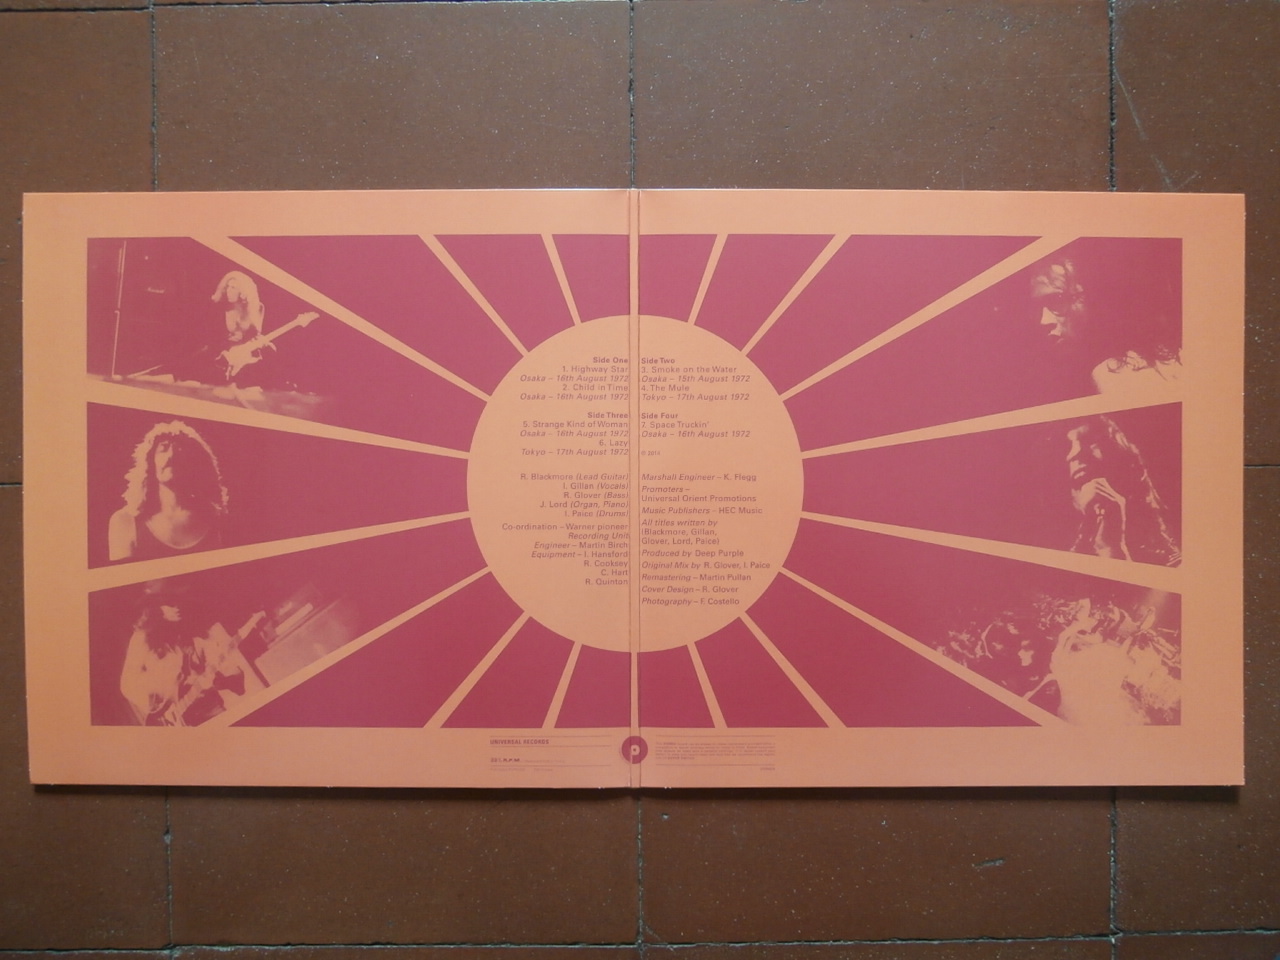 Side One
1. Highway Star
Osaka – 16th August 1972
2. Child in Time
Osaka – 16th August 1972
Side Three
5. Strange Kind of Woman
Osaka – 16th August 1972
6. Lazy
Tokyo – 17th August 1972
R. Blackmore (Lead Guitar)
I. Gillan (Vocals)
R. Glover (Bass)
J. Lord (Organ, Piano)
I. Paice (Drums)
Co-ordination – Warner pioneer
Recording Unit
Engineer – Martin Birch
Equipment – I. Hansford
R. Cooksey
C. Hart
R. Quinton
Side Two
3. Smoke on the Water
Osaka – 15th August 1972
4. The Mule
Tokyo – 17th August 1972
Side Four
7. Space Truckin'
Osaka – 16th August 1972
Marshall Engineer – K. Flegg
Promoters –
Universal Orient Promotions
Music Publishers – HEC Music
All titles written by
(Blackmore, Gillan,
Glover, Lord, Paice)
Produced by Deep Purple
Original Mix by R. Glover, I. Paice
Remastering – Martin Pullan
Cover Design – R. Glover
Photography – F. Costello
UNIVERSAL RECORDS
P